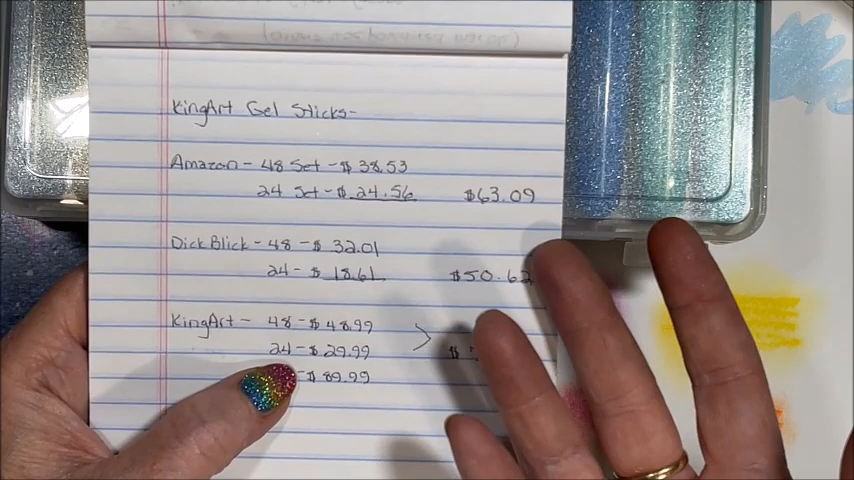 KingArt Gel Sticks-
Amazon- 48 Set - $38.53
24 Set - $24.56 $63.09
Dick Blick - 48 - $32.01
24 - $18.61 $50.62
KingArt - 48 - $48.99
24 - $29.99 > $
- $89.99